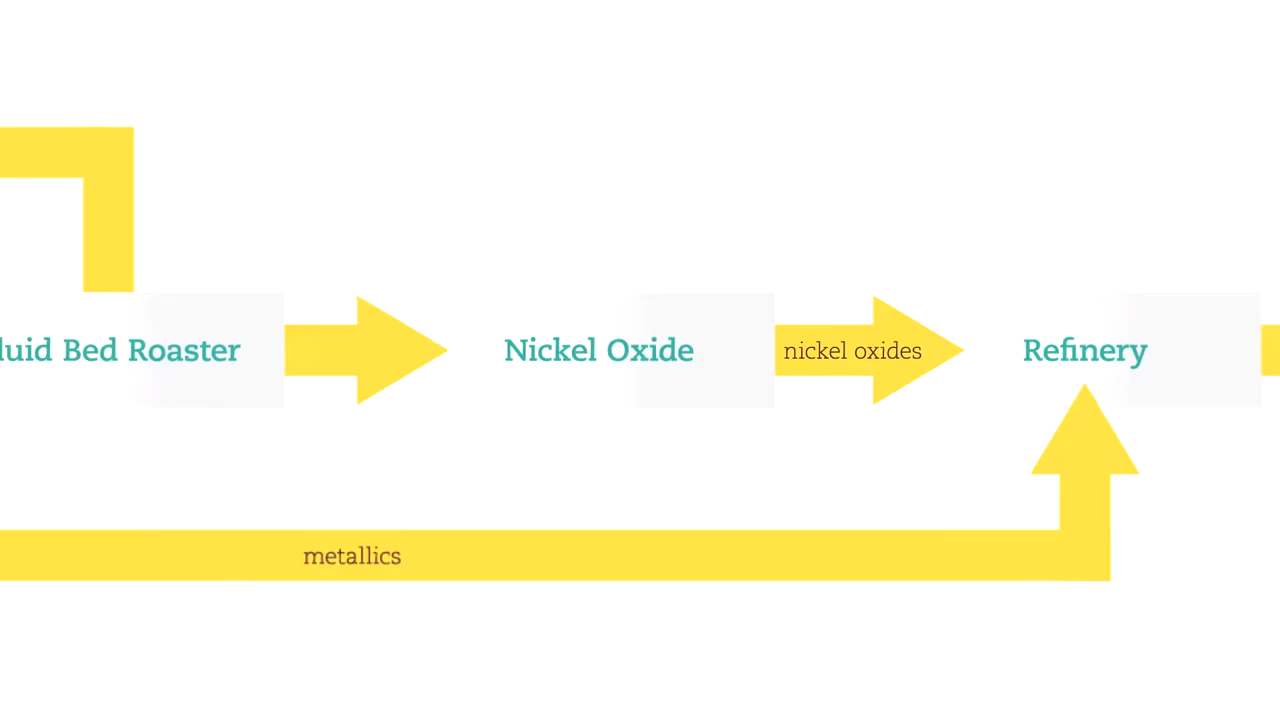 luid Bed Roaster
Nickel Oxide
nickel oxides
Refinery
metallics